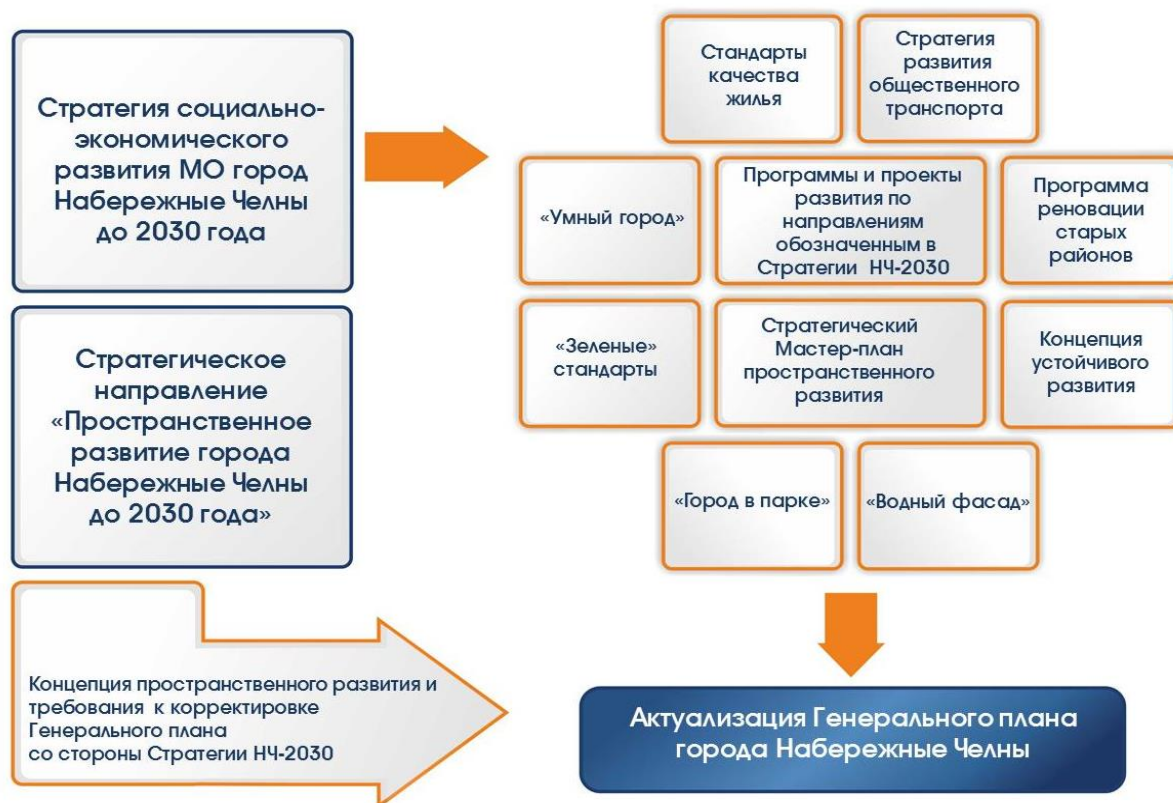 Стратегия социально-
экономического
развития МО город
Набережные Челны
до 2030 года
Стратегическое
направление
«Пространственное
развитие города
Набережные Челны
до 2030 года»
Концепция пространственного развития и
требования к корректировке
Генерального плана
со стороны Стратегии НЧ-2030
Стандарты
качества
жилья
Стратегия
развития
общественного
транспорта
«Умный город»
Программы и проекты
развития по
направлениям
обозначенным в
Стратегии НЧ-2030
Программа
реновации
старых
районов
«Зеленые»
стандарты
Стратегический
Мастер-план
пространственного
развития
Концепция
устойчивого
развития
«Город в парке»
«Водный фасад»
Актуализация Генерального плана
города Набережные Челны